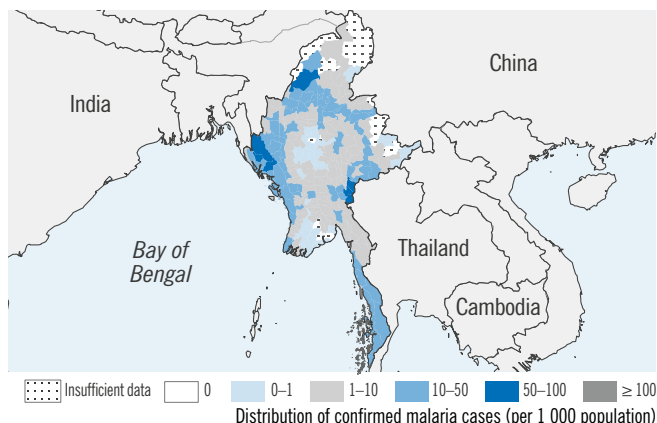 China
India
Bay of
Bengal
Thailand
Cambodia
Insufficient data 0 0–1 1–10 10–50 50–100 ≥ 100
Distribution of confirmed malaria cases (per 1 000 population)